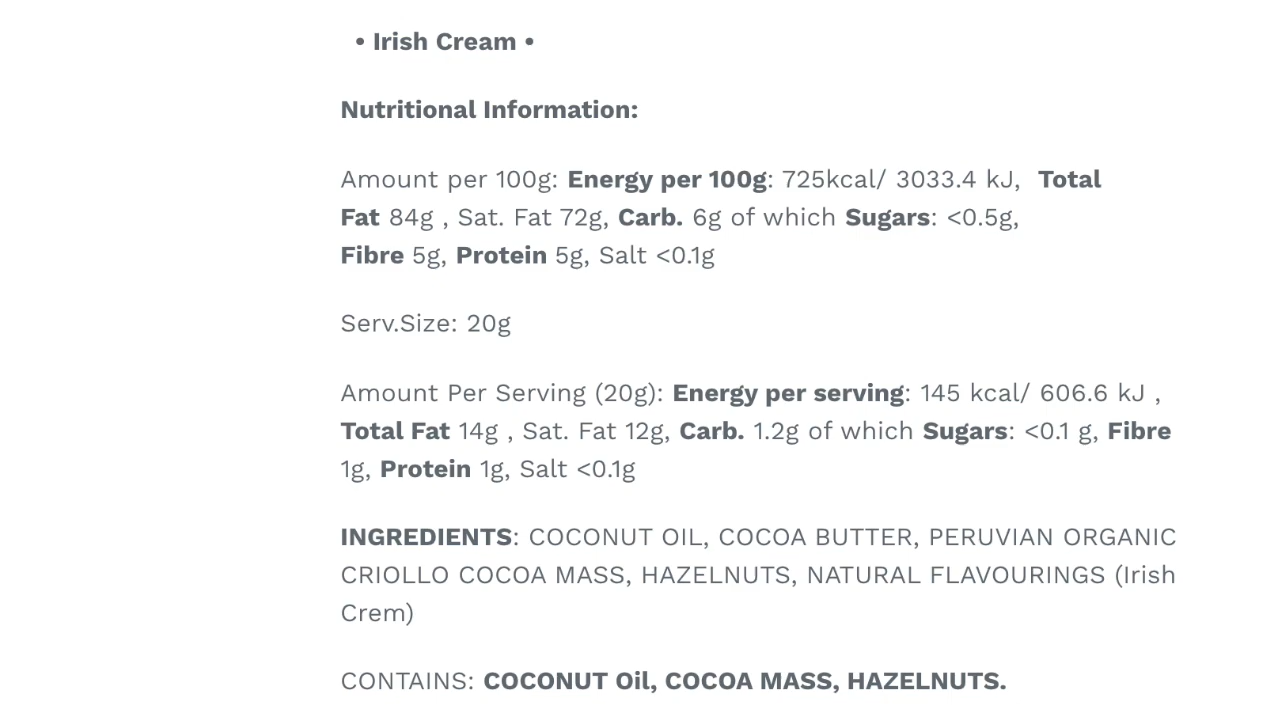 • Irish Cream •
Nutritional Information:
Amount per 100g: Energy per 100g: 725kcal/ 3033.4 kJ,  Total
Fat 84g , Sat. Fat 72g, Carb. 6g of which Sugars: <0.5g,
Fibre 5g, Protein 5g, Salt <0.1g
Serv.Size: 20g
Amount Per Serving (20g): Energy per serving: 145 kcal/ 606.6 kJ ,
Total Fat 14g , Sat. Fat 12g, Carb. 1.2g of which Sugars: <0.1 g, Fibre
1g, Protein 1g, Salt <0.1g
INGREDIENTS: COCONUT OIL, COCOA BUTTER, PERUVIAN ORGANIC
CRIOLLO COCOA MASS, HAZELNUTS, NATURAL FLAVOURINGS (Irish
Crem)
CONTAINS: COCONUT Oil, COCOA MASS, HAZELNUTS.